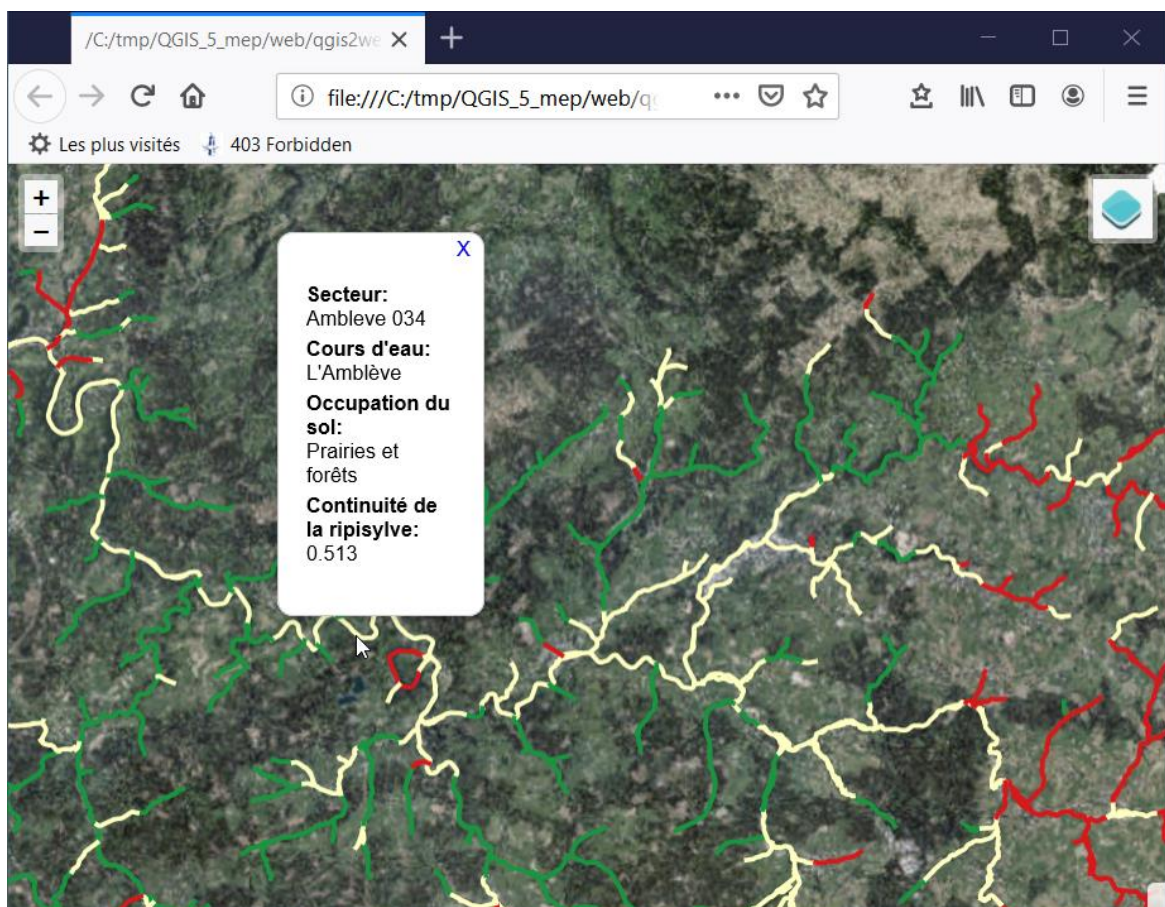 /C:/tmp/QGIS_5_mep/web/qgis2we
file:///C:/tmp/QGIS_5_mep/web/q
Les plus visités
403 Forbidden
+
−
X
Secteur:
Ambleve 034
Cours d'eau:
L'Amblève
Occupation du
sol:
Prairies et
forêts
Continuité de
la ripisylve:
0.513